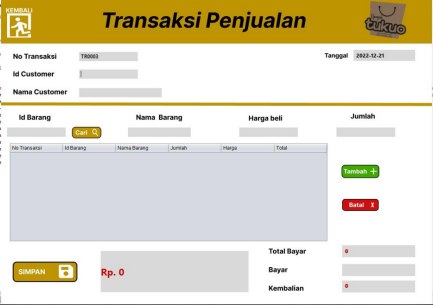 KEMBALI
Transaksi Penjualan
tukuo
No Transaksi TR0003 Tanggal 2022-12-21
Id Customer
Nama Customer
Id Barang Nama Barang Harga beli Jumlah
Cari
No Transaksi Id Barang Nama Barang Jumlah Harga Total
Tambah +
Batal X
Total Bayar 0
SIMPAN Rp. 0 Bayar
Kembalian 0